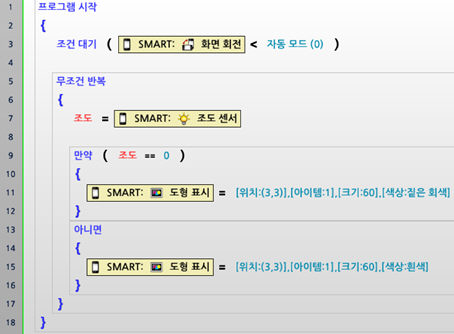 1 프로그램 시작
2 {
3 조건 대기 ( SMART: 화면 회전 < 자동 모드 (0) )
4
5 무조건 반복
6 {
7 조도 = SMART: 조도 센서
8
9 만약 ( 조도 == 0 )
10 {
11 SMART: 도형 표시 = [위치:(3,3)],[아이템:1],[크기:60],[색상:짙은 회색]
12 }
13 아니면
14 {
15 SMART: 도형 표시 = [위치:(3,3)],[아이템:1],[크기:60],[색상:흰색]
16 }
17 }
18 }